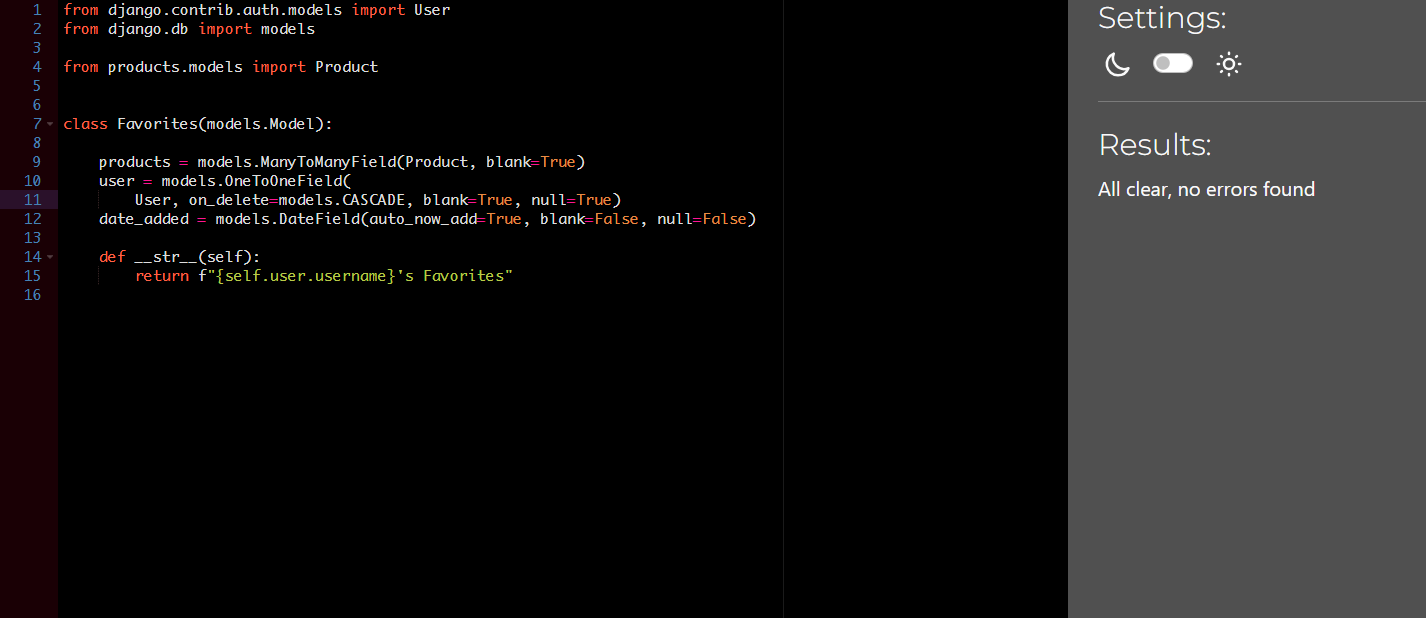 1 from django.contrib.auth.models import User
2 from django.db import models
3
4 from products.models import Product
5
6
7 class Favorites(models.Model):
8
9     products = models.ManyToManyField(Product, blank=True)
10     user = models.OneToOneField(
11         User, on_delete=models.CASCADE, blank=True, null=True)
12     date_added = models.DateField(auto_now_add=True, blank=False, null=False)
13
14     def __str__(self):
15         return f"{self.user.username}'s Favorites"
16
Settings:
Results:
All clear, no errors found